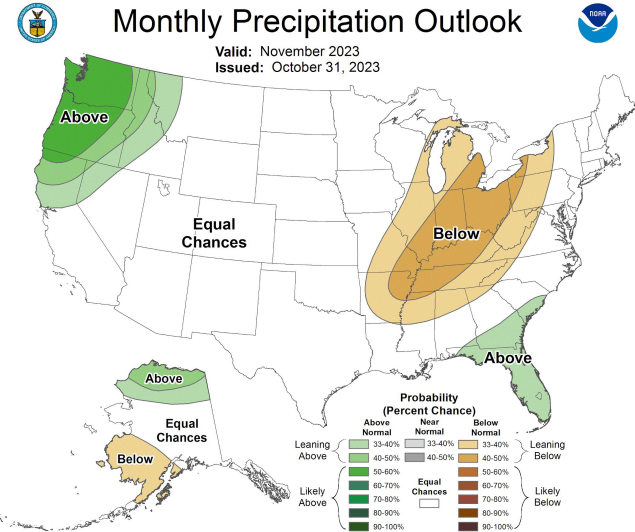 Monthly Precipitation Outlook
NOAA
Valid: November 2023
Issued: October 31, 2023
Above
Equal
Chances
Below
Above
Above
Equal
Chances
Below
Probability
(Percent Chance)
Above Normal
Near Normal
Below Normal
Leaning Above
33-40% 33-40% 33-40%
40-50% 40-50% 40-50%
Leaning Below
Likely Above
50-60% 50-60%
60-70% 60-70%
70-80% 70-80%
80-90% 80-90%
90-100% 90-100%
Equal Chances
Likely Below